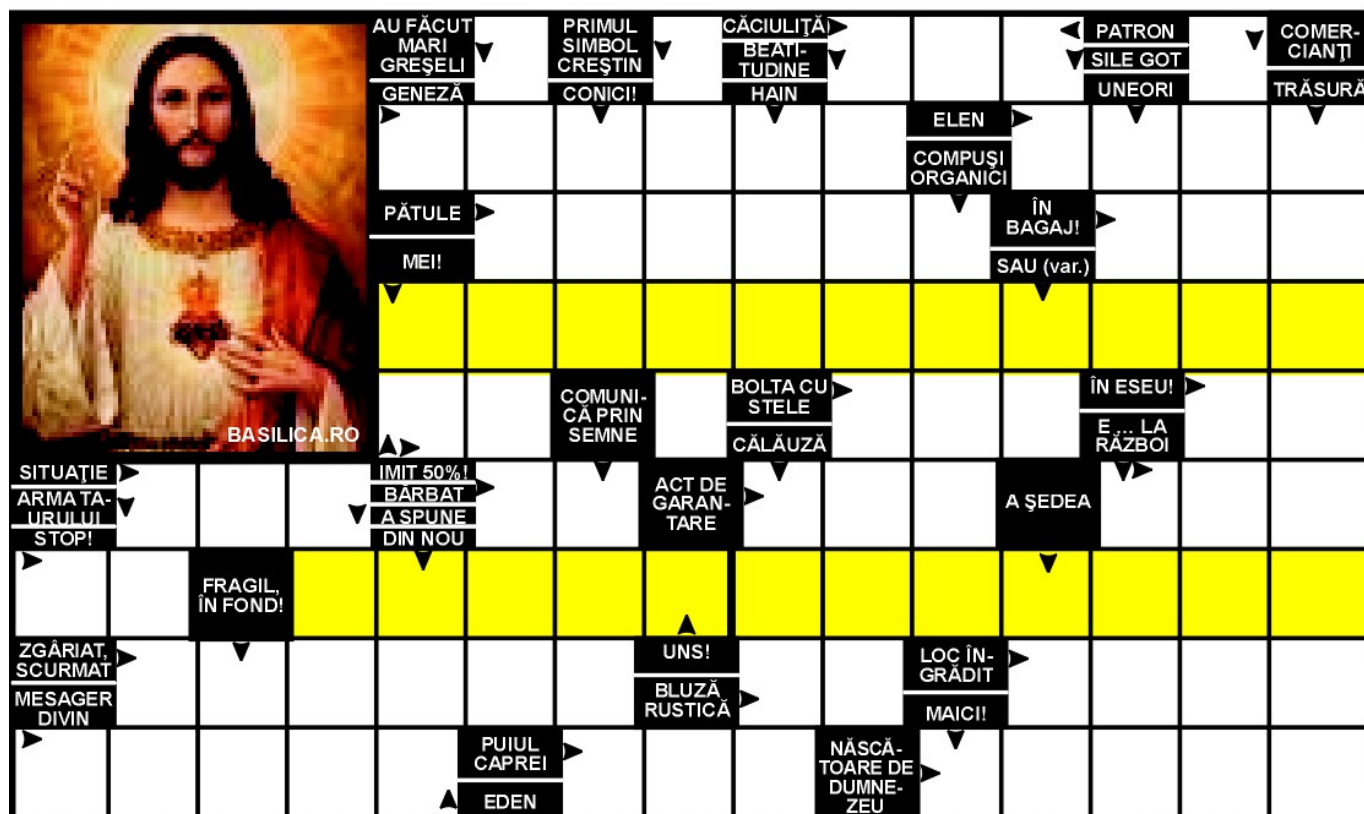 AU FĂCUT
MARI
GREŞELI
GENEZĂ
PRIMUL
SIMBOL
CREŞTIN
CONICI!
CĂCIULIŢĂ
BEATI-
TUDINE
HAIN
PATRON
SILE GOT
UNEORI
COMER-
CIANŢI
TRĂSURĂ
ELEN
COMPUŞI
ORGANICI
PĂTULE
MEI!
ÎN
BAGAJ!
SAU (var.)
BASILICA.RO
COMUNI-
CĂ PRIN
SEMNE
BOLTA CU
STELE
CĂLĂUZĂ
ÎN ESEU!
E ... LA
RĂZBOI
SITUAŢIE
ARMA TA-
URULUI
STOP!
IMIT 50%!
BĂRBAT
A SPUNE
DIN NOU
ACT DE
GARAN-
TARE
A ŞEDEA
FRAGIL,
ÎN FOND!
ZGÂRIAT,
SCURMAT
MESAGER
DIVIN
UNS!
BLUZĂ
RUSTICĂ
LOC ÎN-
GRĂDIT
MAICI!
PUIUL
CAPREI
EDEN
NĂSCĂ-
TOARE DE
DUMNE-
ZEU